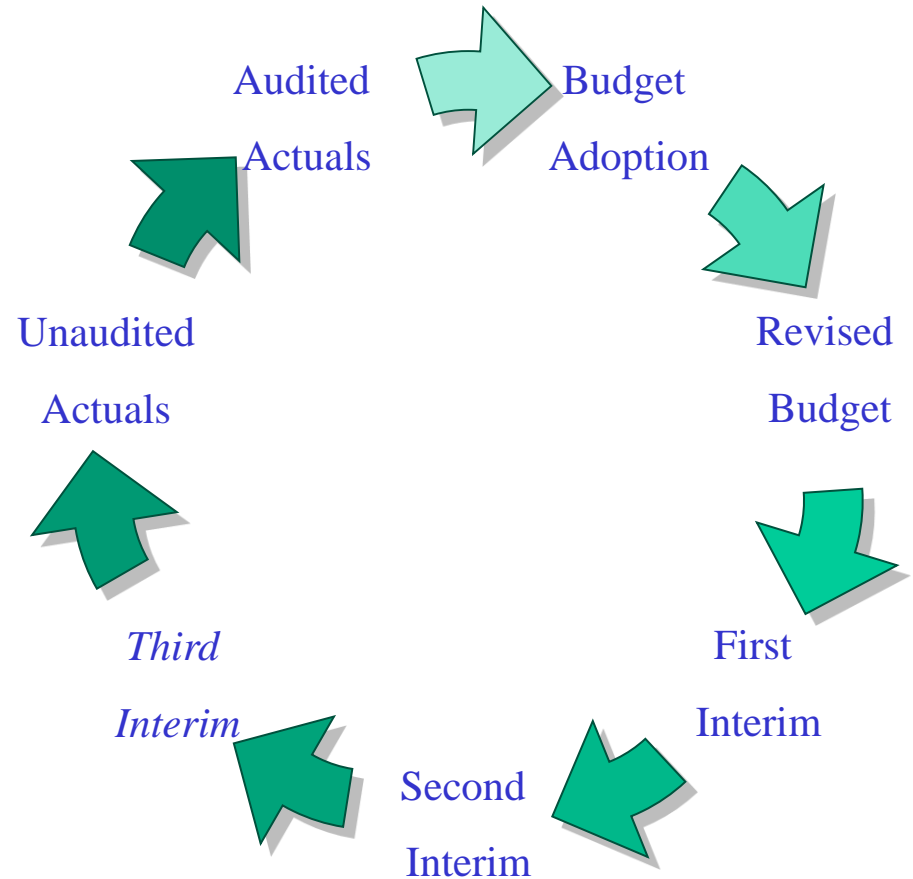 Audited
Actuals
Budget
Adoption
Revised
Budget
First
Interim
Second
Interim
Third
Interim
Unaudited
Actuals